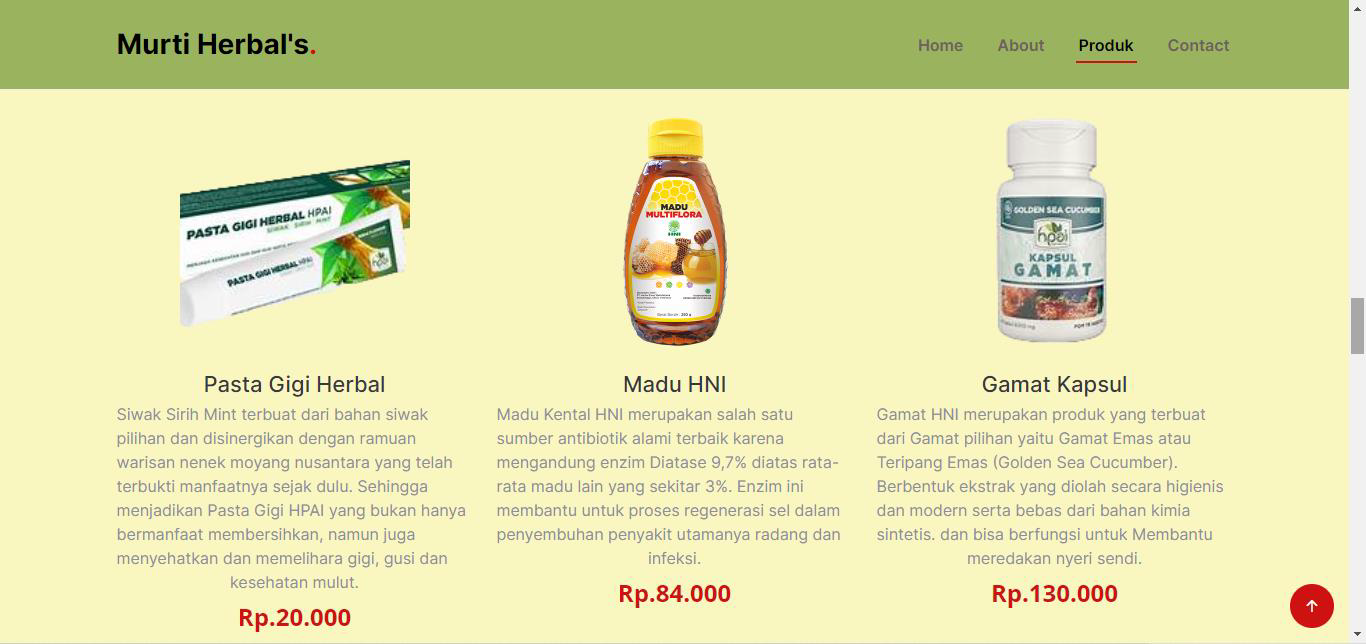 Murti Herbal's.
Home
About
Produk
Contact
PASTA GIGI HERBAL HPAI
SIWAK SIRIH MINT
PASTA GIGI HERBAL HPAI
hpai
MADU
MULTIFLORA
HNI
GOLDEN SEA CUCUMBER
hpai
KAPSUL
GAMAT
Pasta Gigi Herbal
Siwak Sirih Mint terbuat dari bahan siwak
pilihan dan disinergikan dengan ramuan
warisan nenek moyang nusantara yang telah
terbukti manfaatnya sejak dulu. Sehingga
menjadikan Pasta Gigi HPAI yang bukan hanya
bermanfaat membersihkan, namun juga
menyehatkan dan memelihara gigi, gusi dan
kesehatan mulut.
Rp.20.000
Madu HNI
Madu Kental HNI merupakan salah satu
sumber antibiotik alami terbaik karena
mengandung enzim Diatase 9,7% diatas rata-
rata madu lain yang sekitar 3%. Enzim ini
membantu untuk proses regenerasi sel dalam
penyembuhan penyakit utamanya radang dan
infeksi.
Rp.84.000
Gamat Kapsul
Gamat HNI merupakan produk yang terbuat
dari Gamat pilihan yaitu Gamat Emas atau
Teripang Emas (Golden Sea Cucumber).
Berbentuk ekstrak yang diolah secara higienis
dan modern serta bebas dari bahan kimia
sintetis. dan bisa berfungsi untuk Membantu
meredakan nyeri sendi.
Rp.130.000